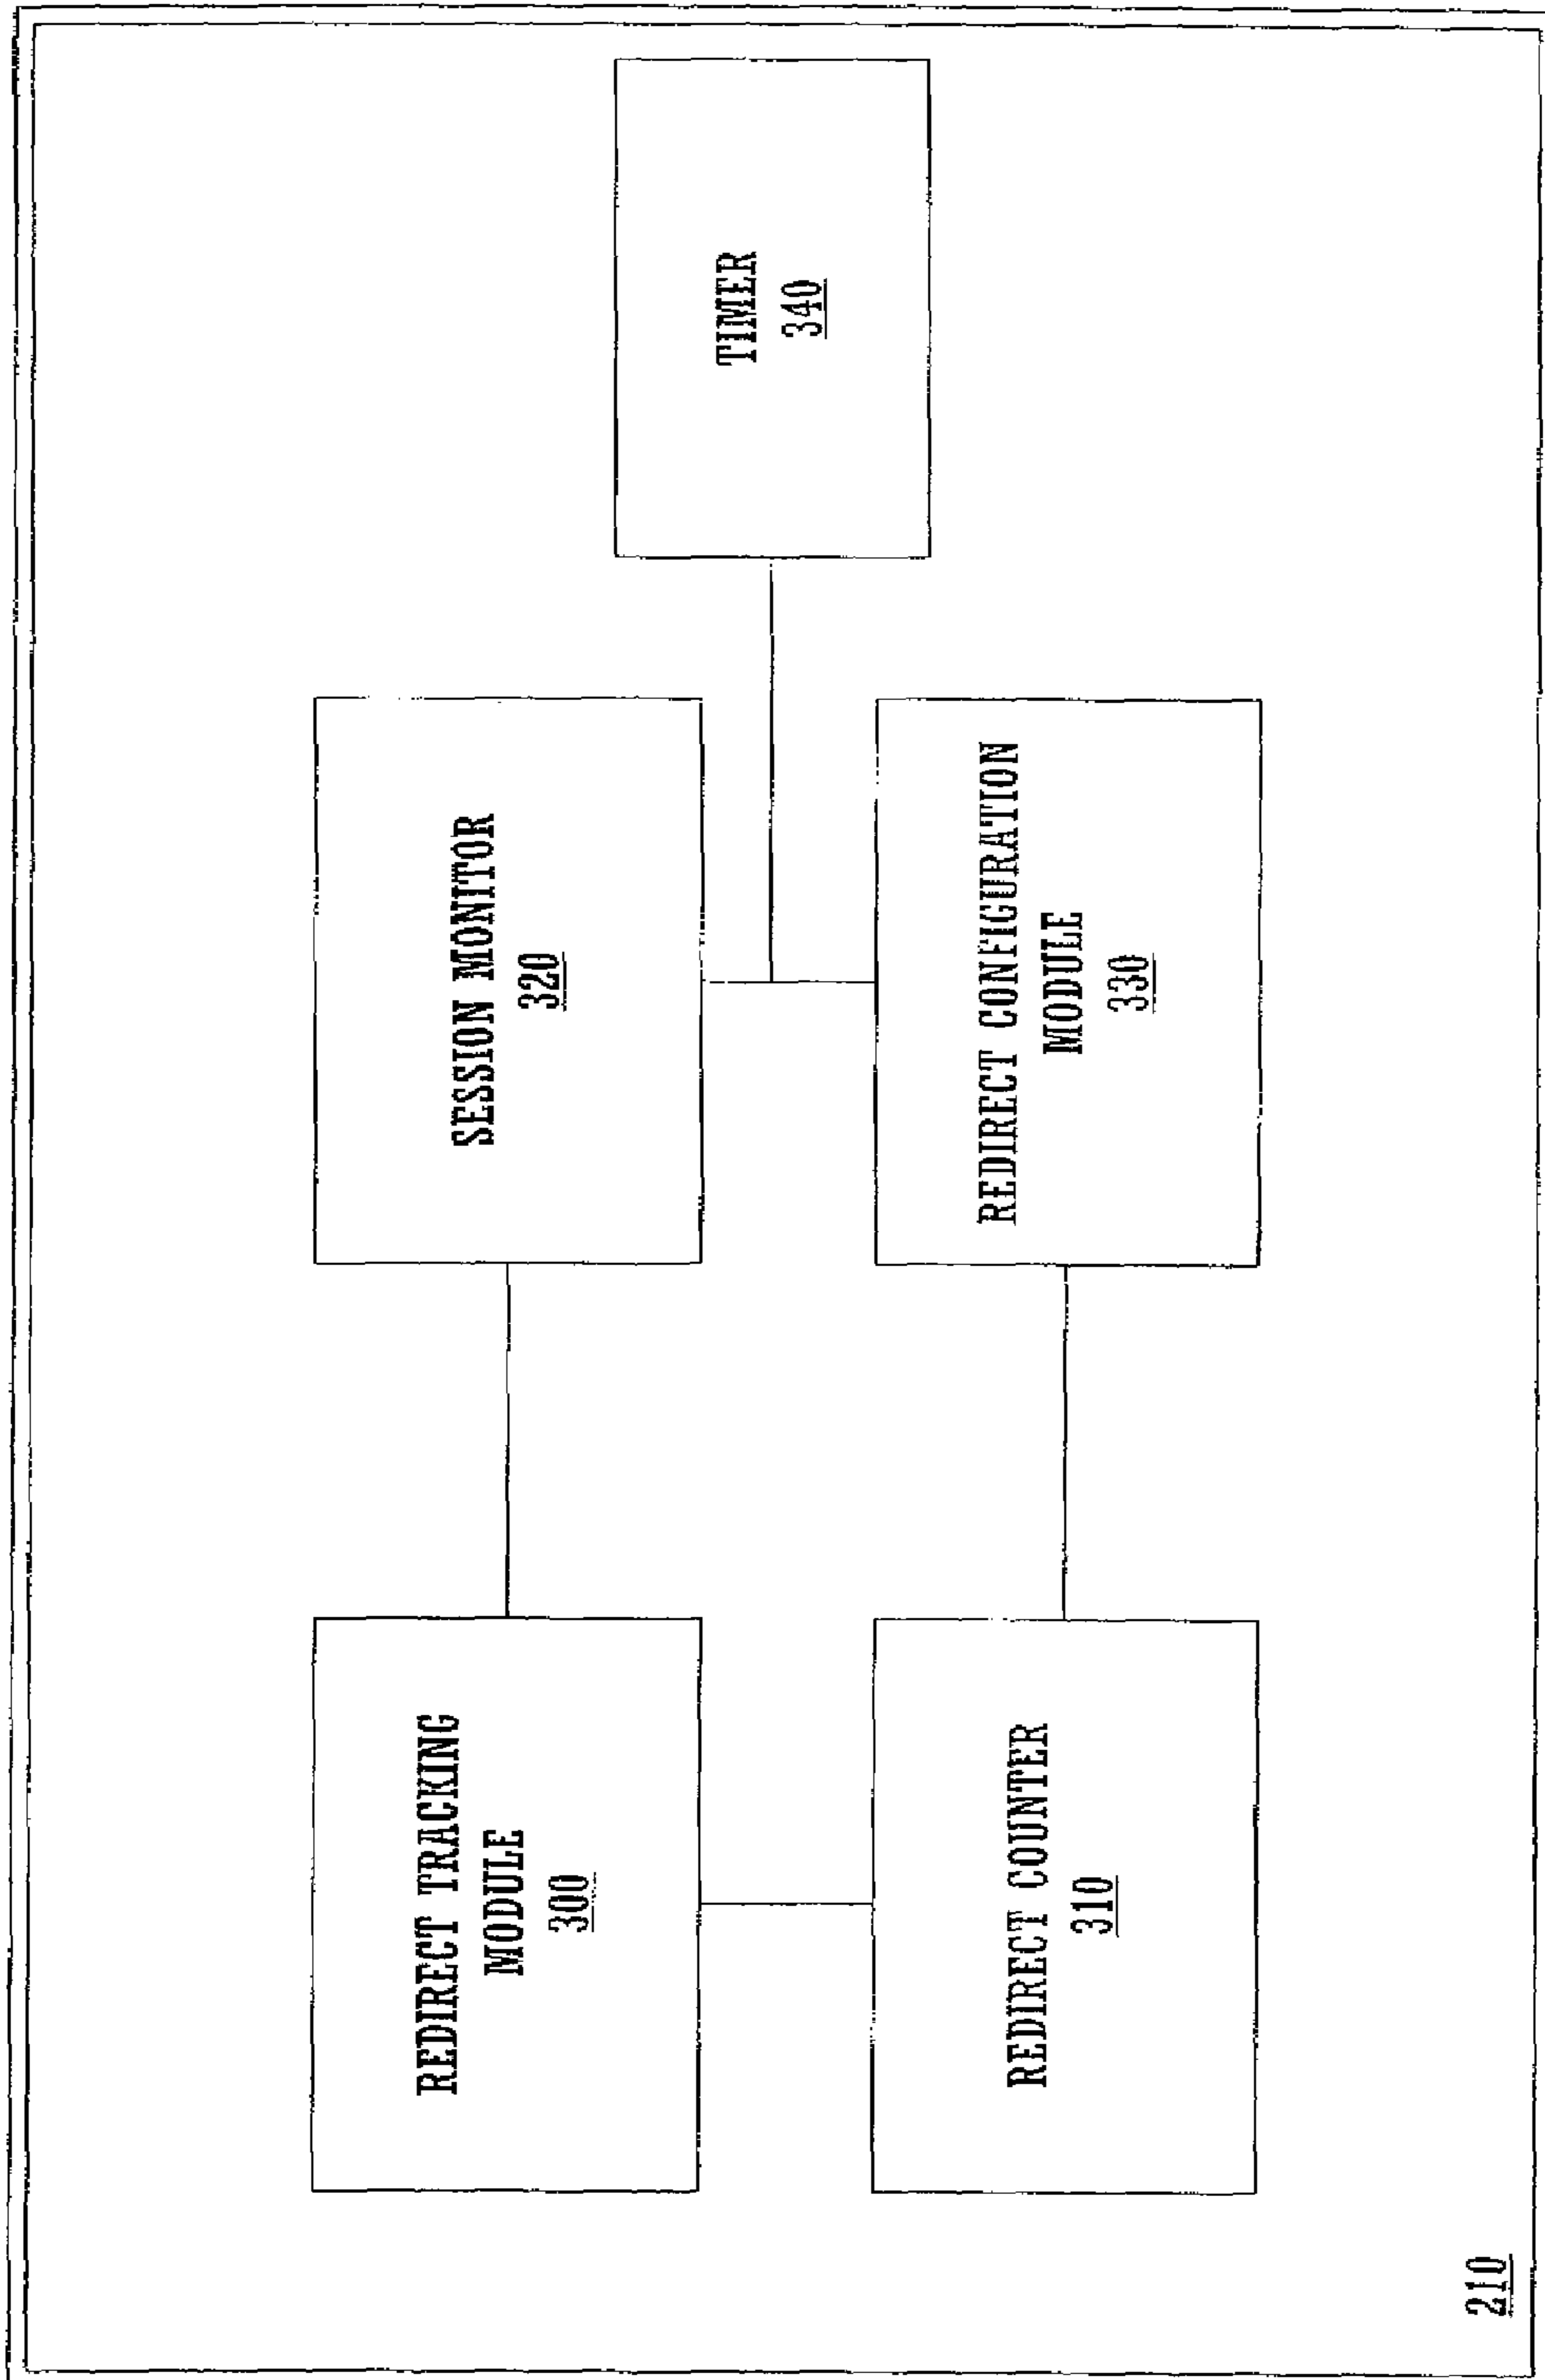 REDIRECT TRACKING
MODULE
300
SESSION MONITOR
320
TIMER
340
REDIRECT COUNTER
310
REDIRECT CONFIGURATION
MODULE
330
210